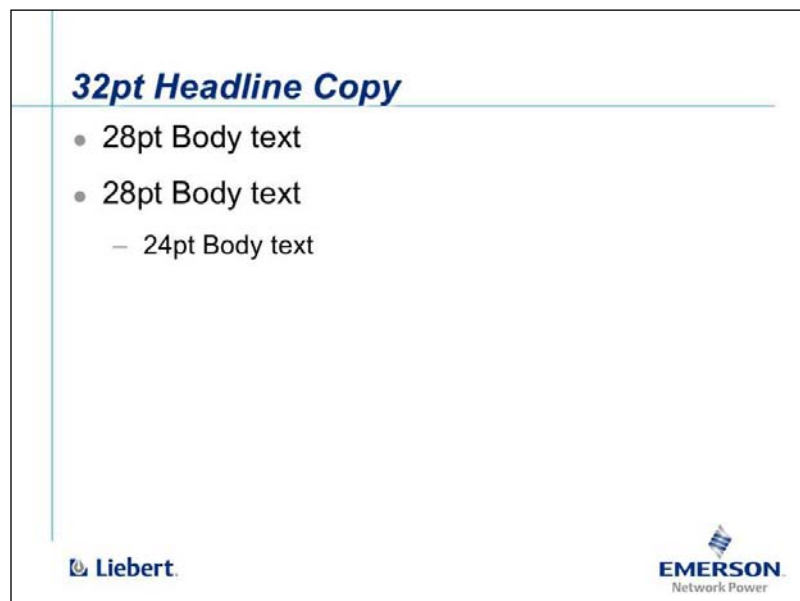 32pt Headline Copy
28pt Body text
28pt Body text
24pt Body text
Liebert.
EMERSON.
Network Power